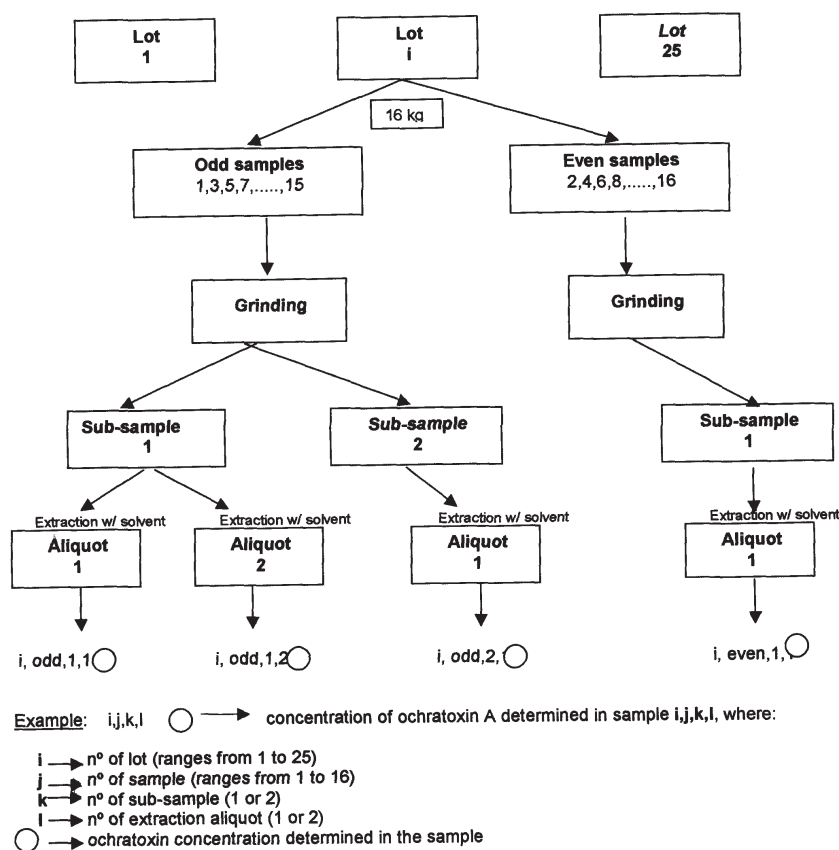 Lot
1
Lot
i
Lot
25
16 kg
Odd samples
1,3,5,7,.....,15
Even samples
2,4,6,8,.....,16
Grinding
Grinding
Sub-sample
1
Sub-sample
2
Sub-sample
1
Extraction w/ solvent
Extraction w/ solvent
Extraction w/ solvent
Extraction w/ solvent
Aliquot
1
Aliquot
2
Aliquot
1
Aliquot
1
i, odd,1,1
i, odd,1,2
i, odd,2,
i, even,1,
Example: i,j,k,l concentration of ochratoxin A determined in sample i,j,k,l, where:
i nº of lot (ranges from 1 to 25)
j nº of sample (ranges from 1 to 16)
k nº of sub-sample (1 or 2)
l nº of extraction aliquot (1 or 2)
ochratoxin concentration determined in the sample